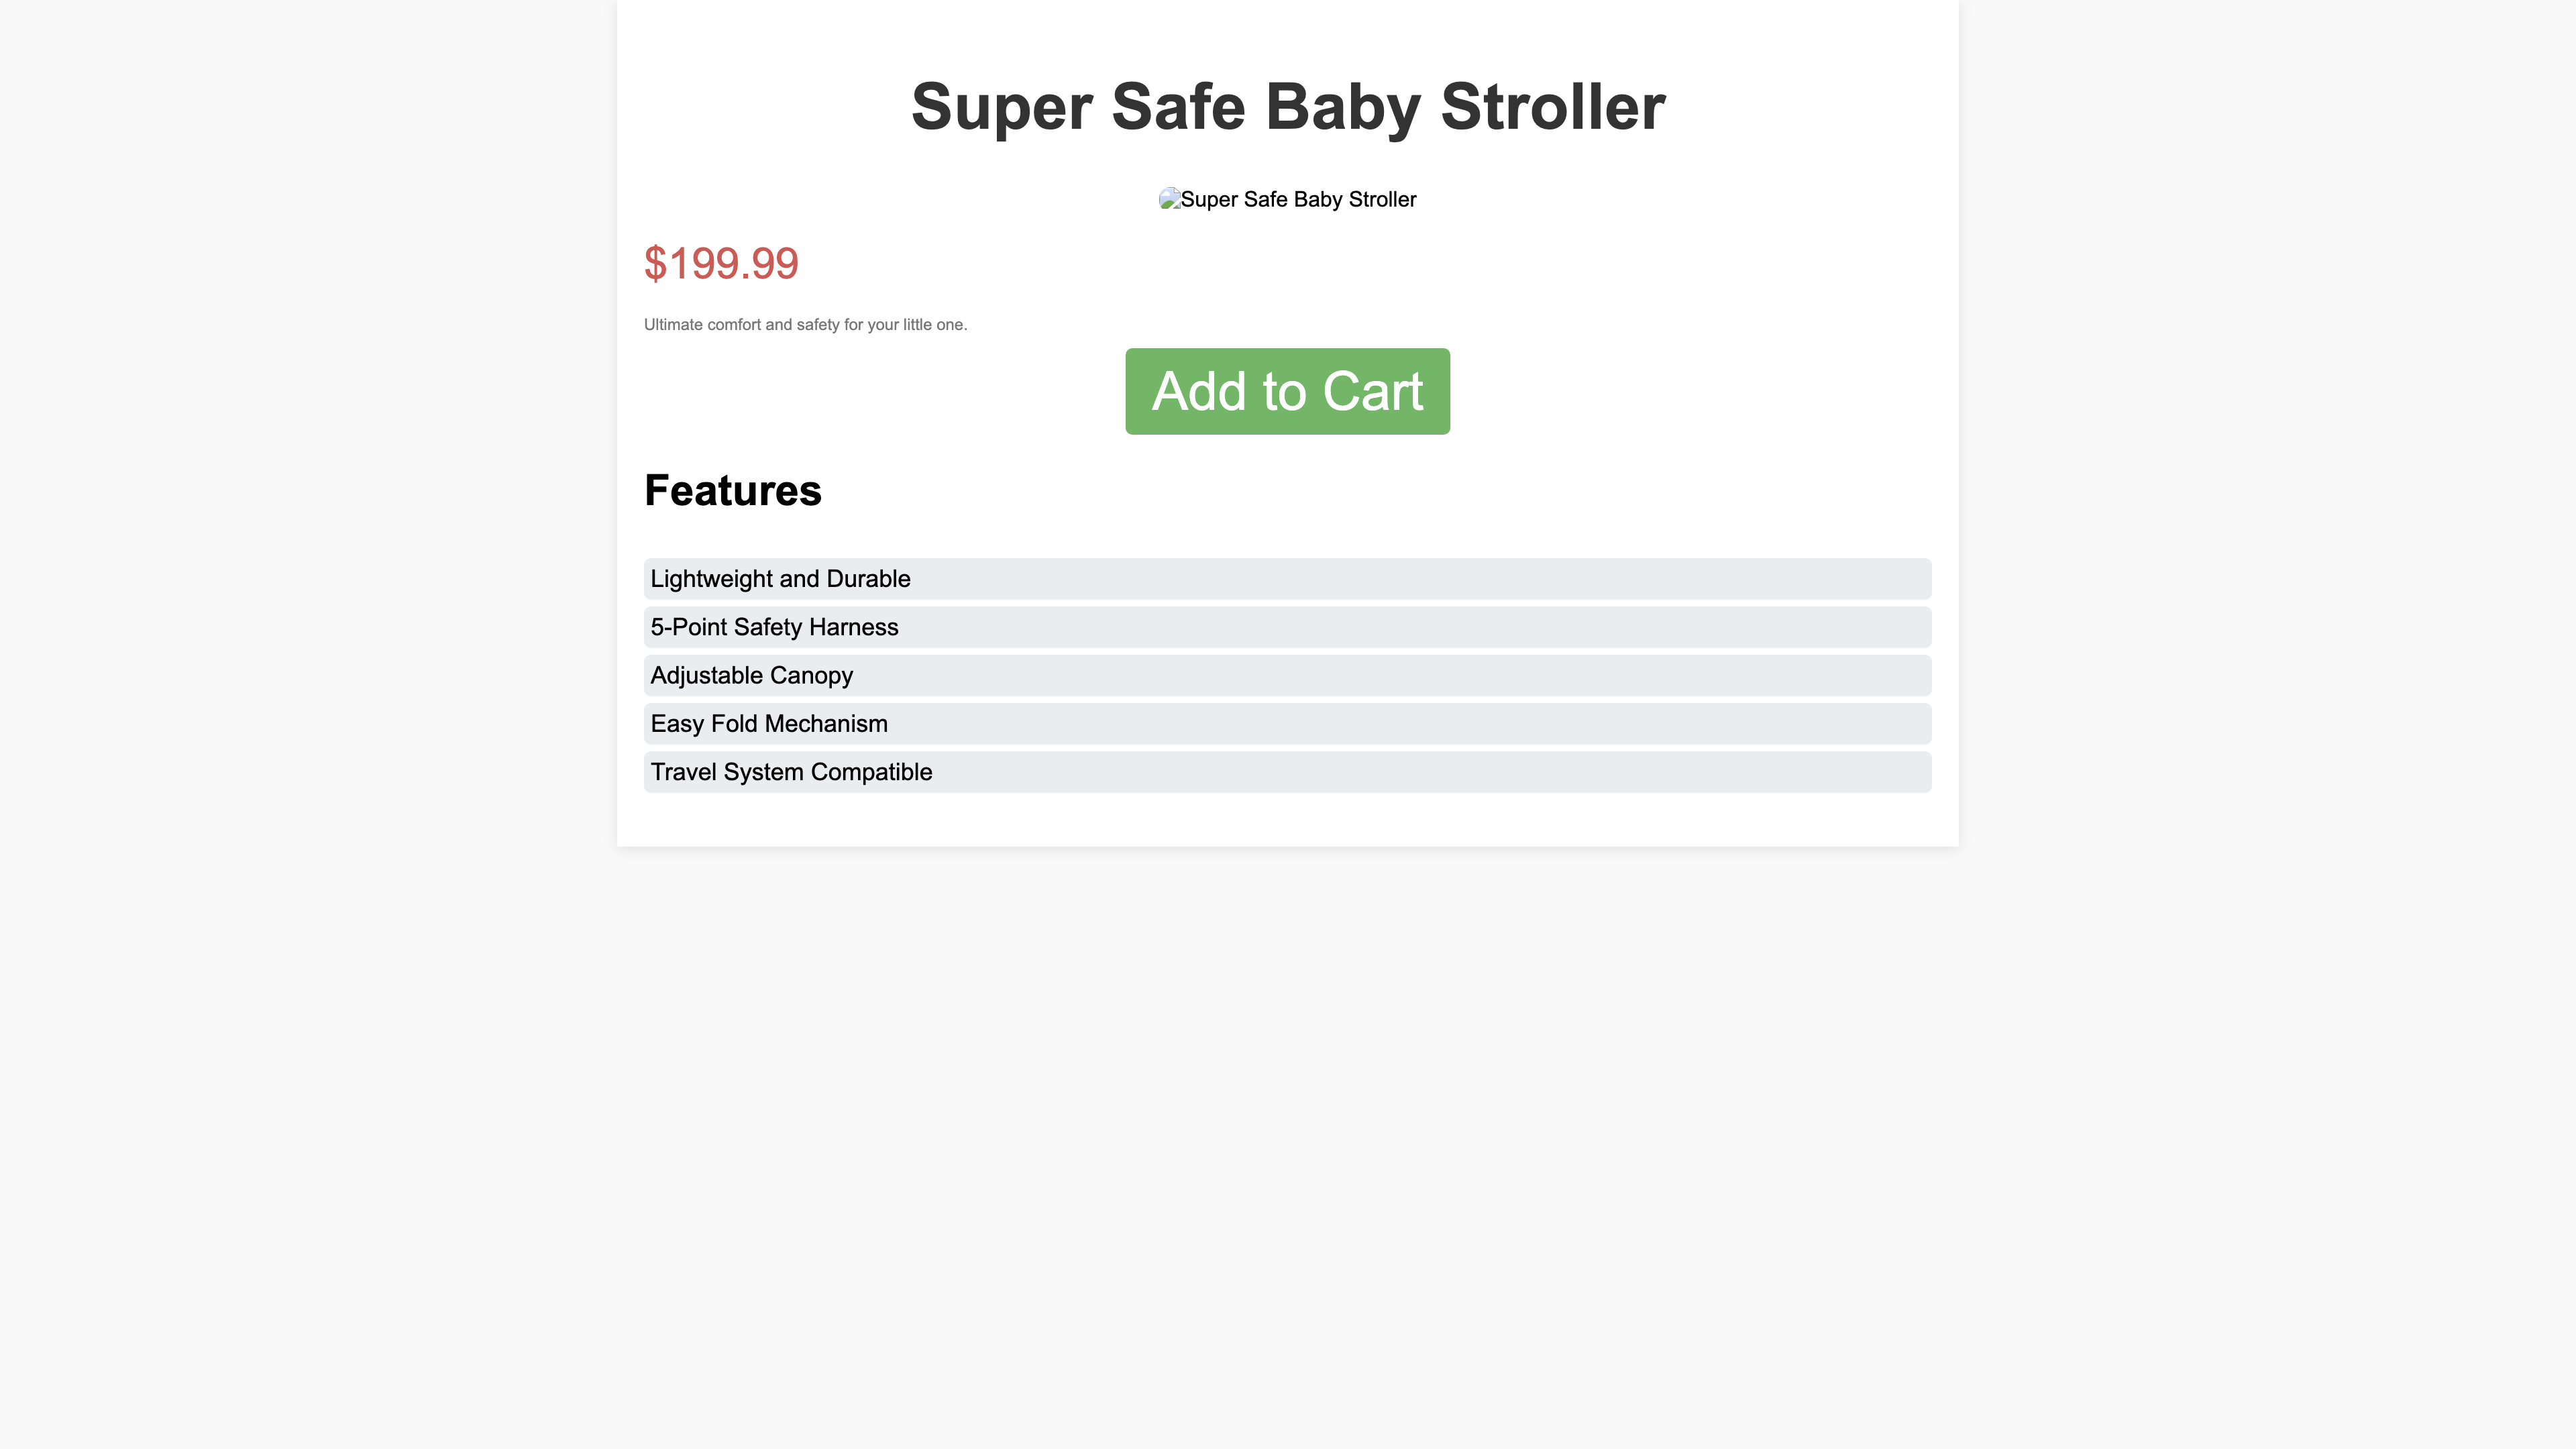 Super Safe Baby Stroller
Super Safe Baby Stroller
$199.99
Ultimate comfort and safety for your little one.
Add to Cart
Features
Lightweight and Durable
5-Point Safety Harness
Adjustable Canopy
Easy Fold Mechanism
Travel System Compatible